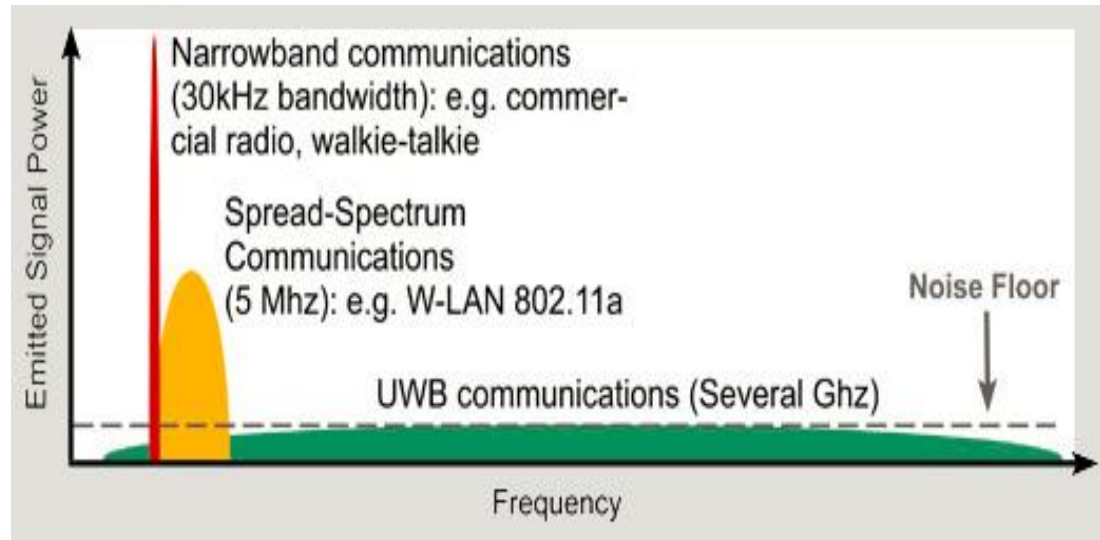 Narrowband communications
(30kHz bandwidth): e.g. commer-
cial radio, walkie-talkie
Spread-Spectrum
Communications
(5 Mhz): e.g. W-LAN 802.11a
Noise Floor
UWB communications (Several Ghz)
Emitted Signal Power
Frequency